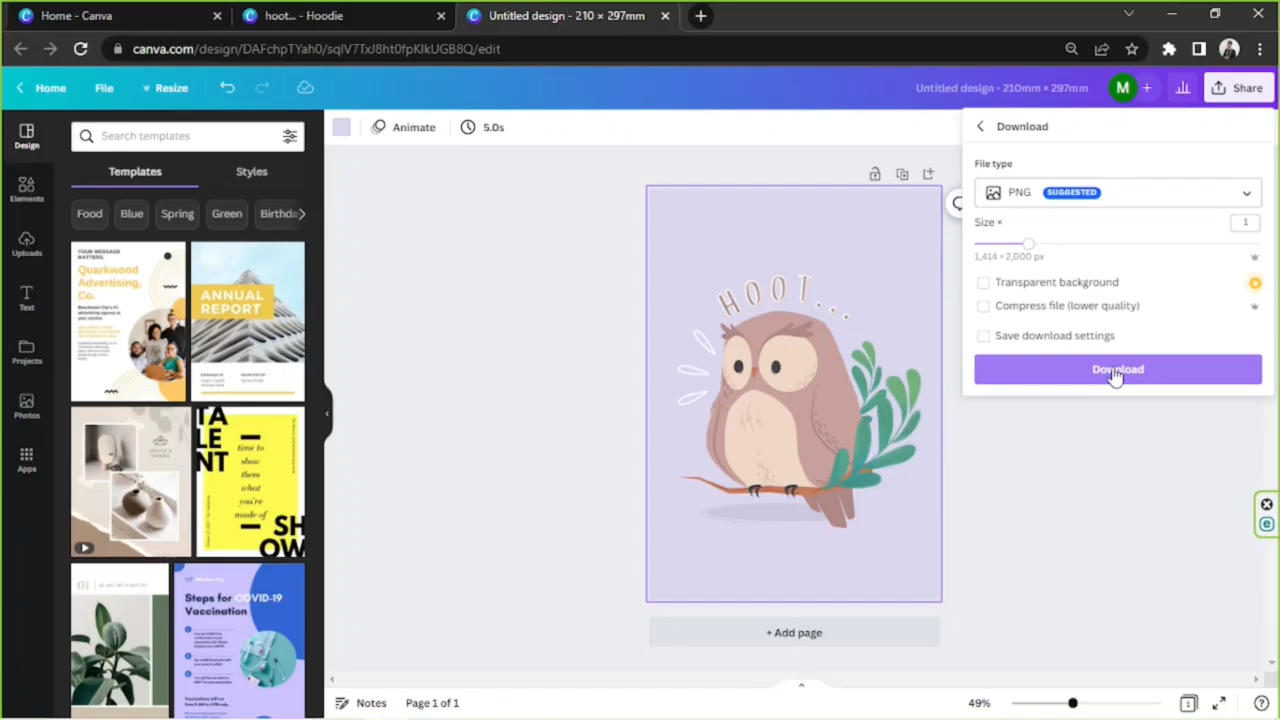 Home - Canva
hoot... - Hoodie
Untitled design - 210 × 297mm
canva.com/design/DAFchpTYah0/sqlV7TxJ8ht0fpKlkUGB8Q/edit
Home
File
Resize
Untitled design - 210mm × 297mm
M
Share
Design
Elements
Uploads
Text
Projects
Photos
Apps
Search templates
Templates
Styles
Food
Blue
Spring
Green
Birthda
YOUR MESSAGE
MATTERS.
Quarkwood
Advertising,
Co.
ANNUAL
REPORT
TA
LE
NT
time to
show
them
what
you're
made of
SH
OW
01
Steps for COVID-19
Vaccination
Animate
5.0s
HOOT...
+ Add page
Download
File type
PNG
SUGGESTED
Size ×
1
1,414 × 2,000 px
Transparent background
Compress file (lower quality)
Save download settings
Download
Notes
Page 1 of 1
49%
1